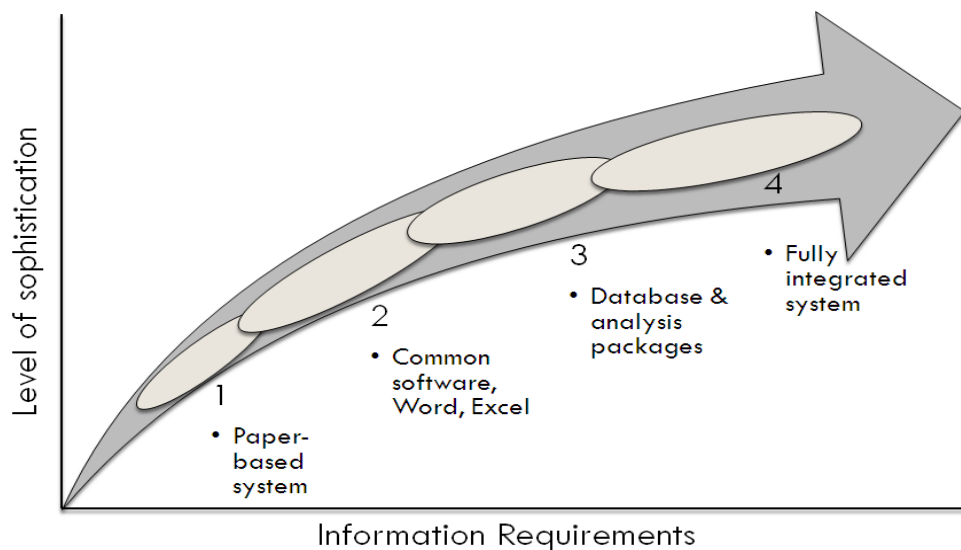 Level of sophistication
1
• Paper-
based
system
2
• Common
software,
Word, Excel
3
• Database &
analysis
packages
4
• Fully
integrated
system
Information Requirements